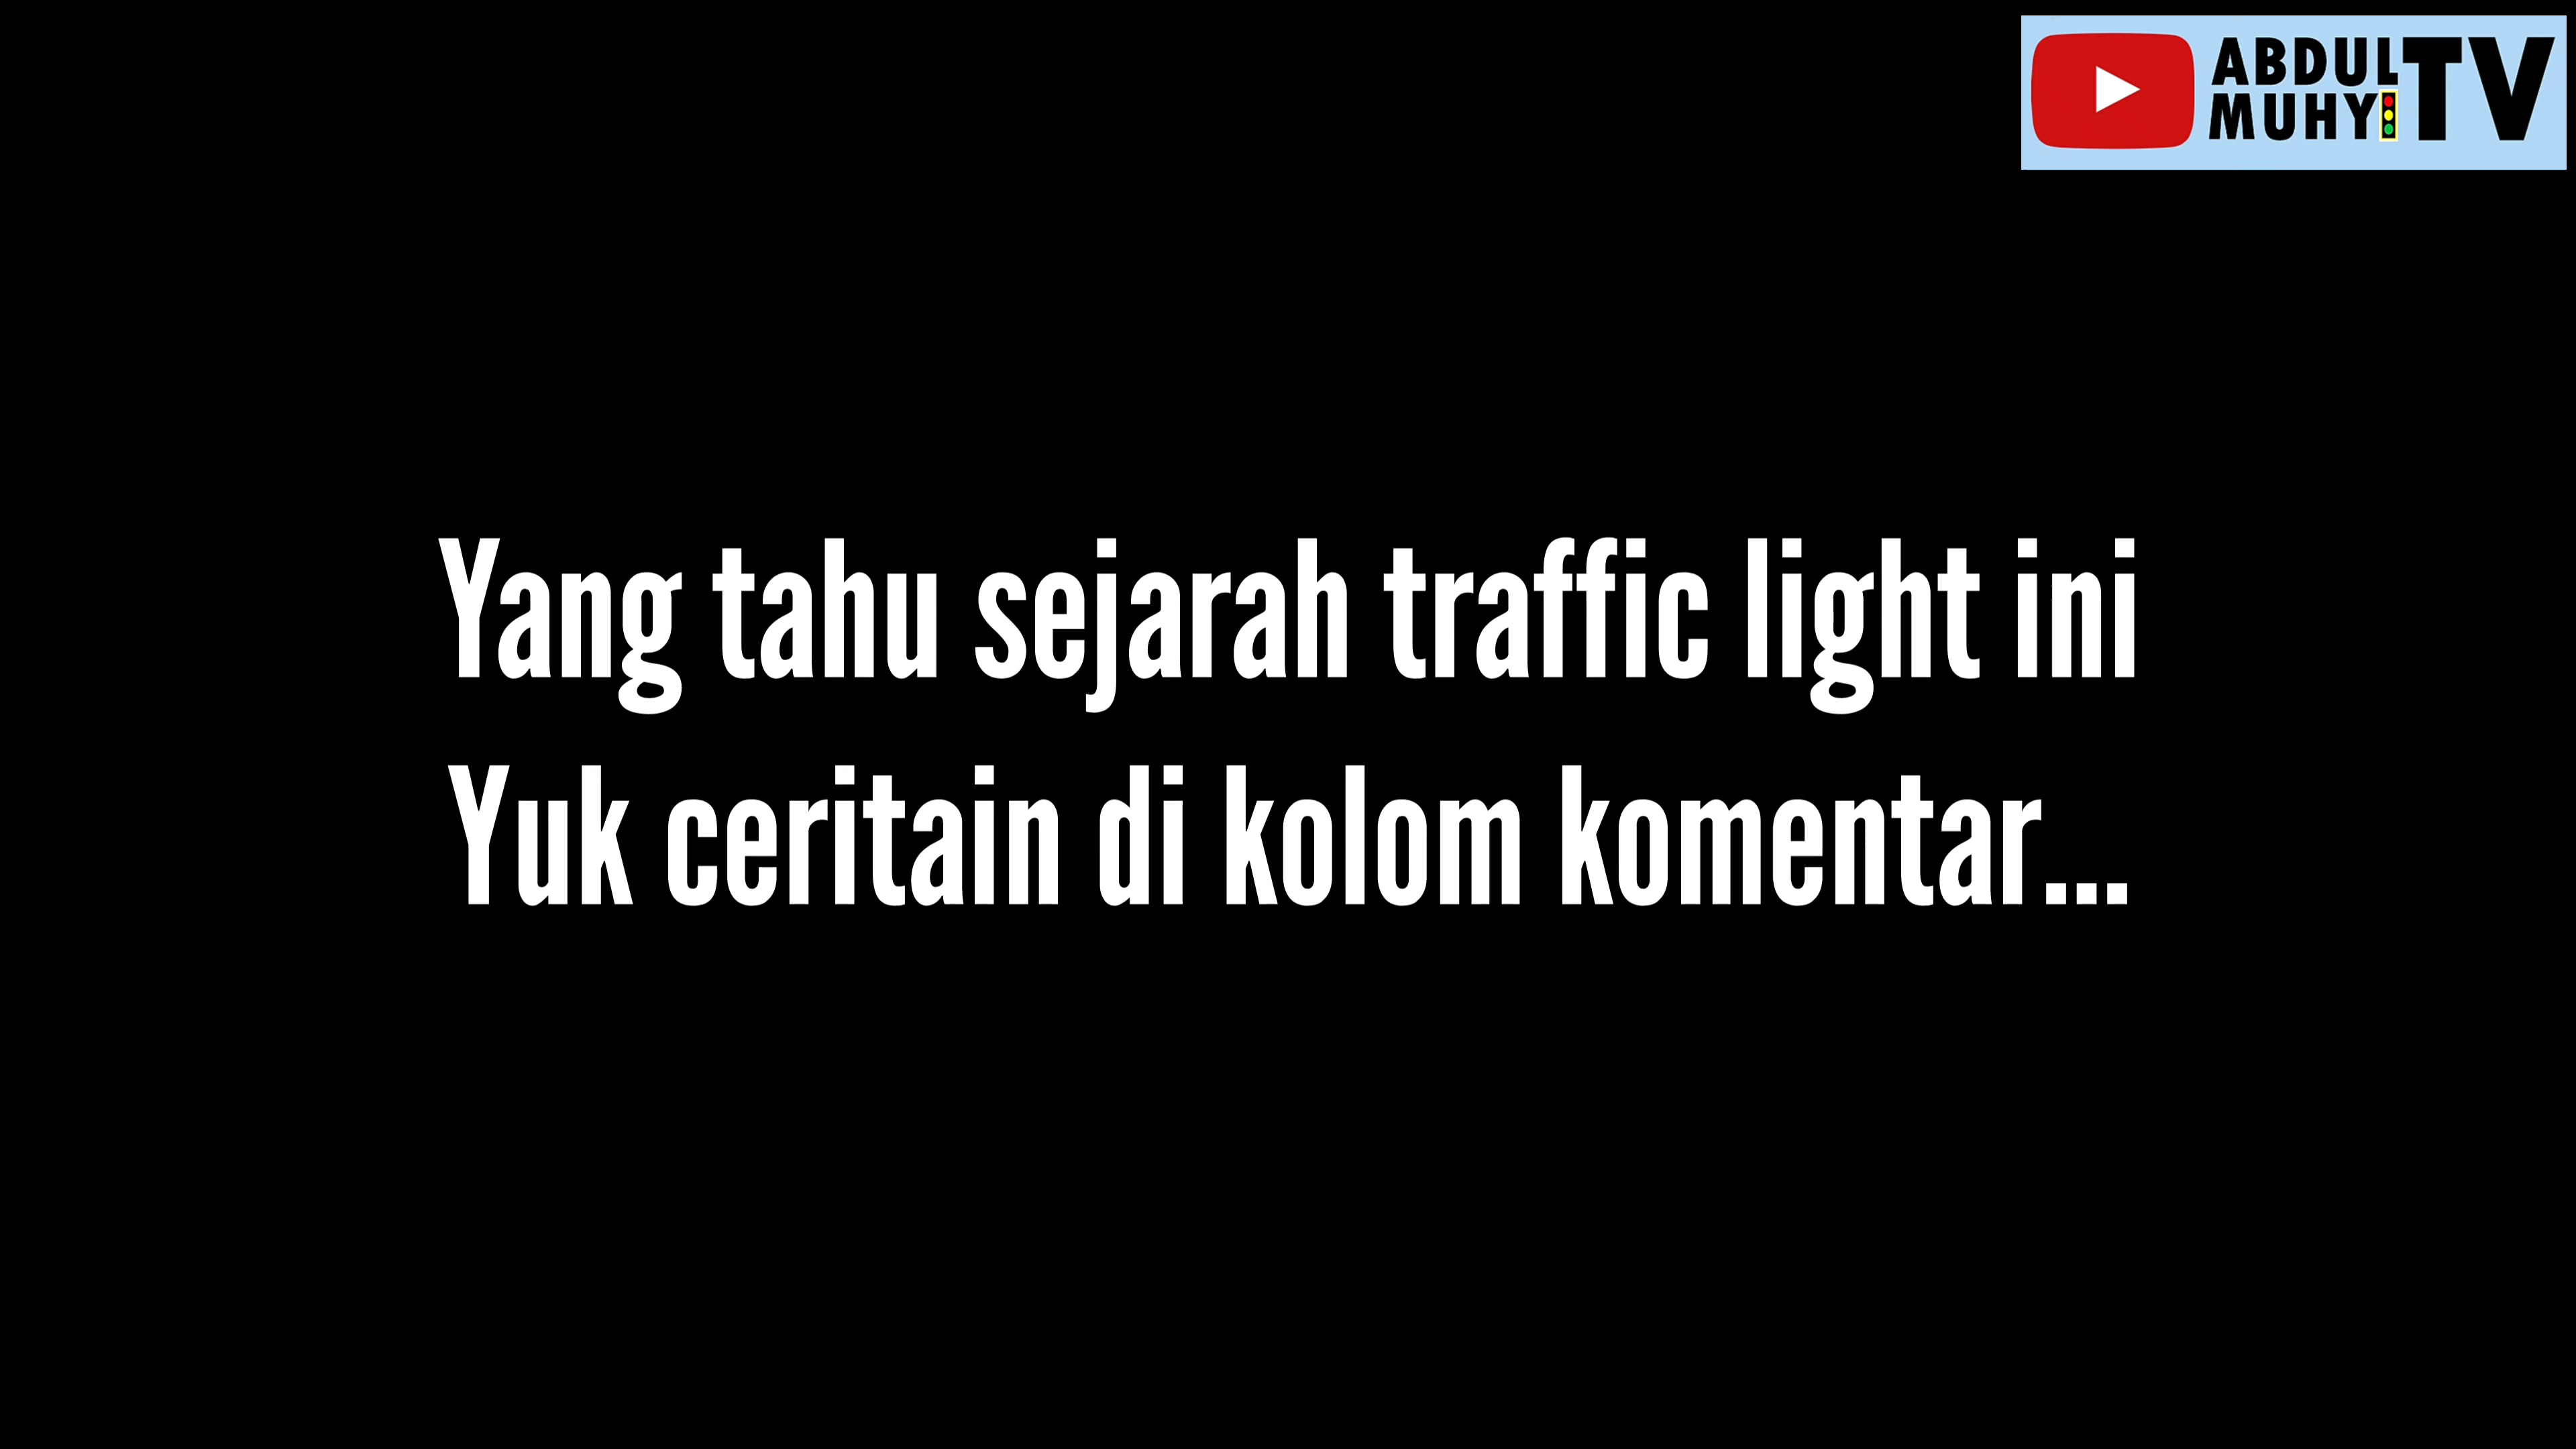 ABDUL
MUHYI TV
Yang tahu sejarah traffic light ini
Yuk ceritain di kolom komentar...